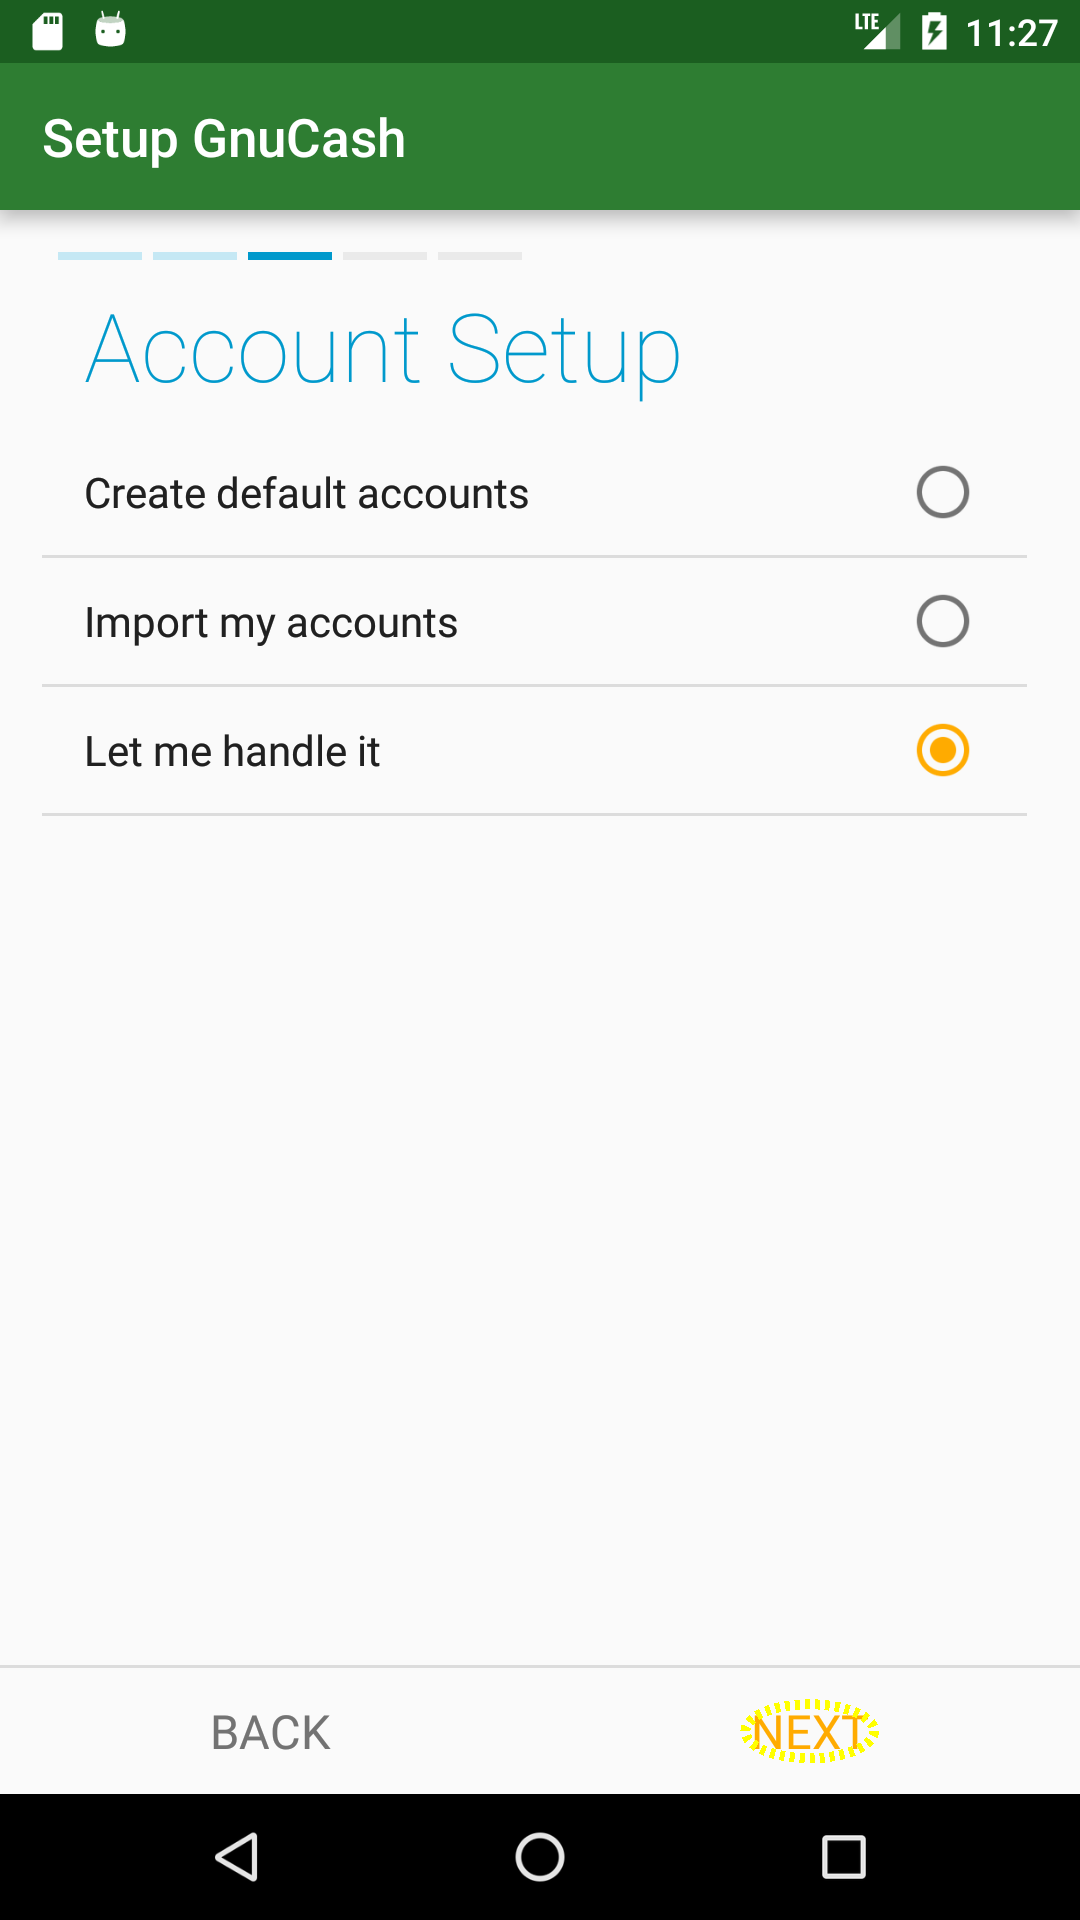 LTE 11:27
Setup GnuCash
Account Setup
Create default accounts
Import my accounts
Let me handle it
BACK NEXT